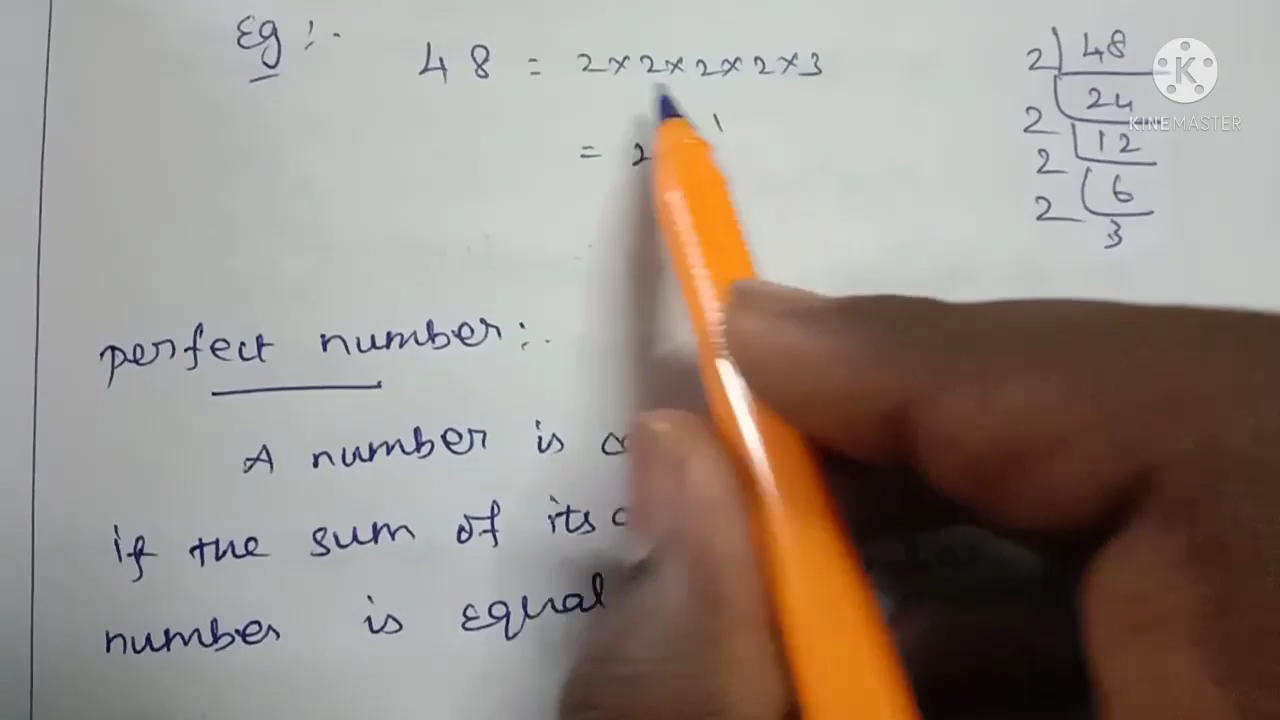 Eg :-
48 = 2×2×2×2×3
= 2
2 48
2 24
2 12
2 6
3
K
KINEMASTER
perfect number:-
A number is
if the sum of its
number is equal